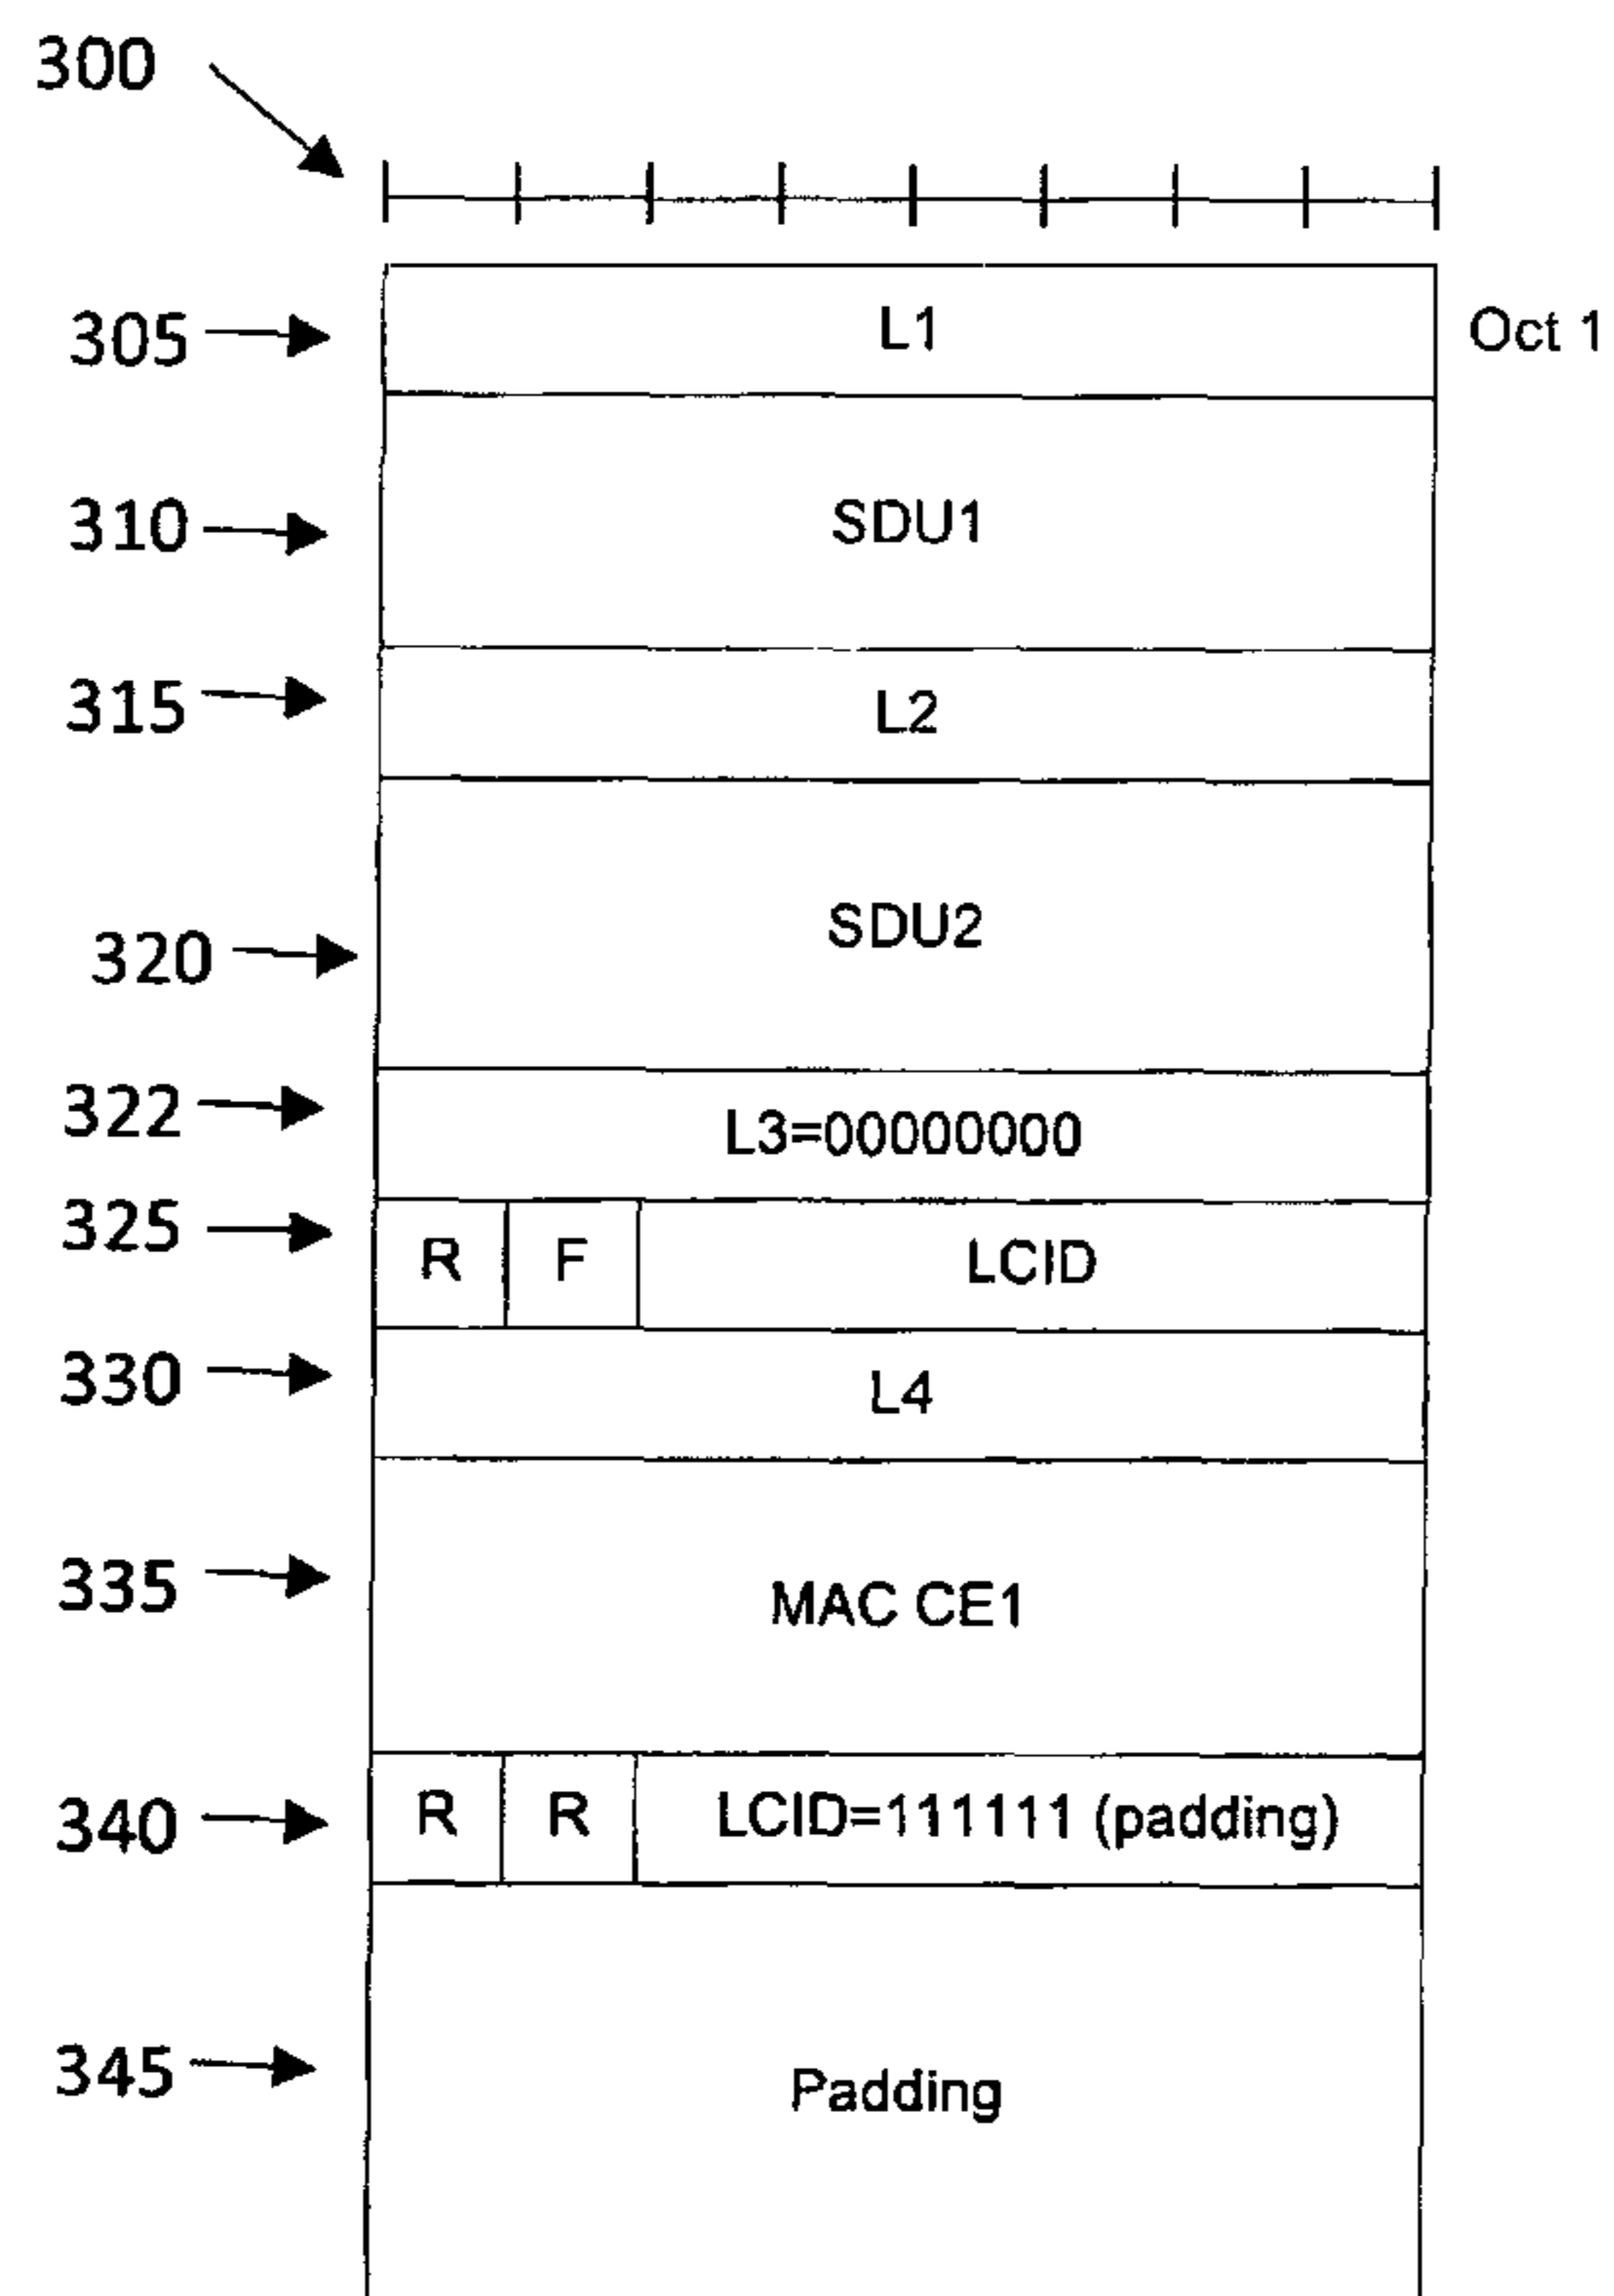 300
305 L1 Oct 1
310 SDU1
315 L2
320 SDU2
322 L3=00000000
325 R F LCID
330 L4
335 MAC CE1
340 R R LCID=111111 (padding)
345 Padding